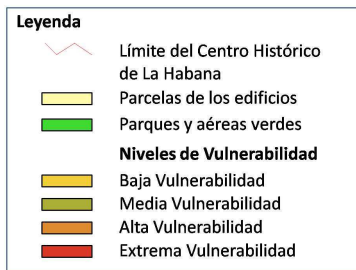 Leyenda
Límite del Centro Histórico
de La Habana
Parcelas de los edificios
Parques y aéreas verdes
Niveles de Vulnerabilidad
Baja Vulnerabilidad
Media Vulnerabilidad
Alta Vulnerabilidad
Extrema Vulnerabilidad